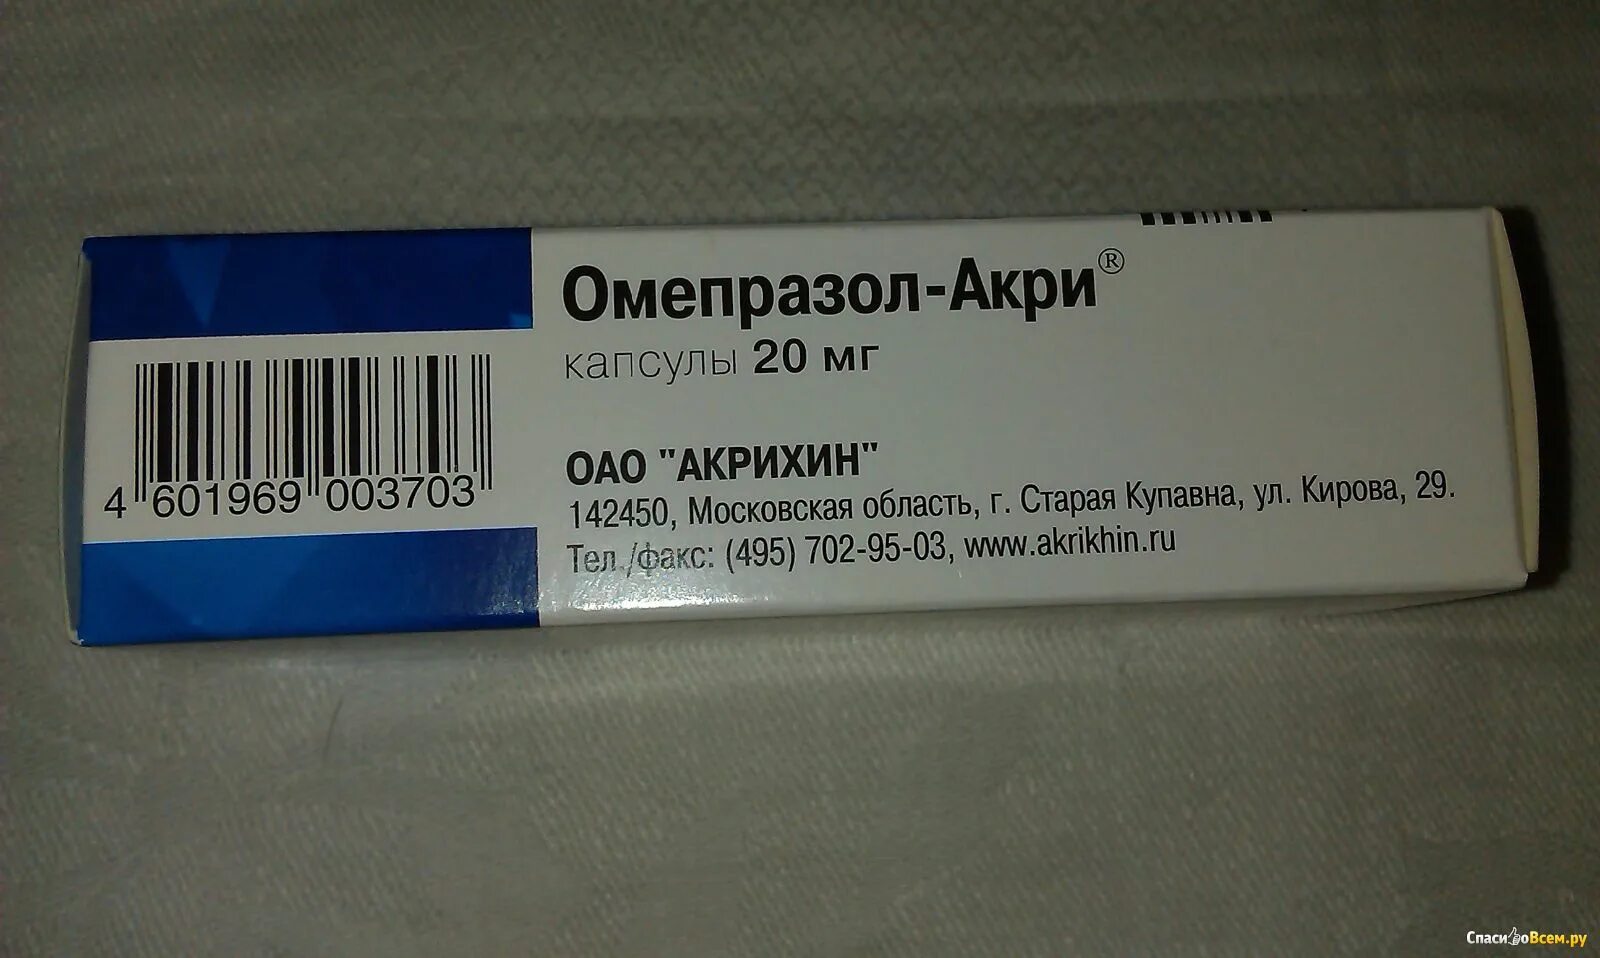 Омепразол-Акри®
капсулы 20 мг
ОАО "АКРИХИН"
142450, Московская область, г. Старая Купавна, ул. Кирова, 29.
Тел./факс: (495) 702-95-03, www.akrikhin.ru
4 601969 003703
СпасибоВсем.ру